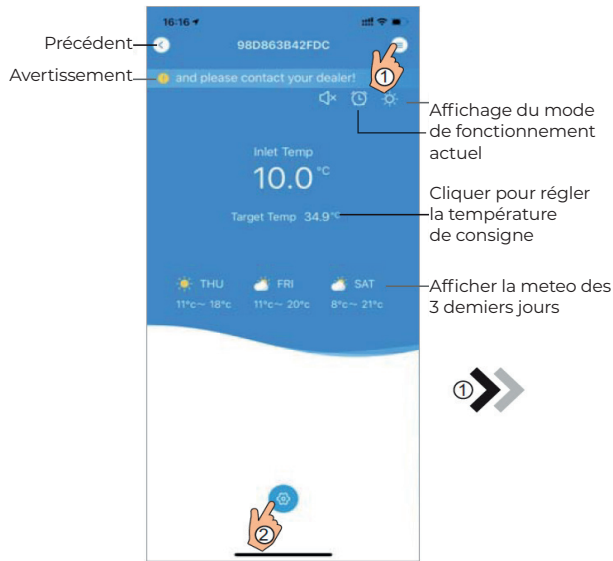 16:16
Précédent
98D863B42FDC
Avertissement
and please contact your dealer!
①
Affichage du mode
de fonctionnement
actuel
Inlet Temp
10.0°C
Cliquer pour régler
la température
de consigne
Target Temp 34.9°C
THU FRI SAT
11°c~ 18°c 11°c~ 20°c 8°c~ 21°c
Afficher la meteo des
3 demiers jours
①
②